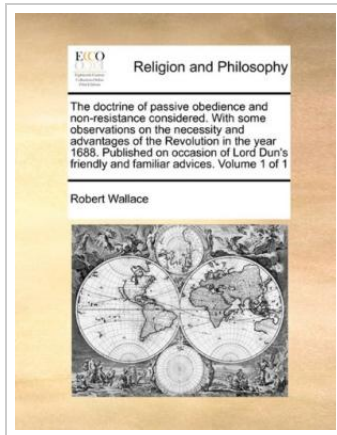 ECCO
Religion and Philosophy
The doctrine of passive obedience and
non-resistance considered. With some
observations on the necessity and
advantages of the Revolution in the year
1688. Published on occasion of Lord Dun's
friendly and familiar advices. Volume 1 of 1
Robert Wallace